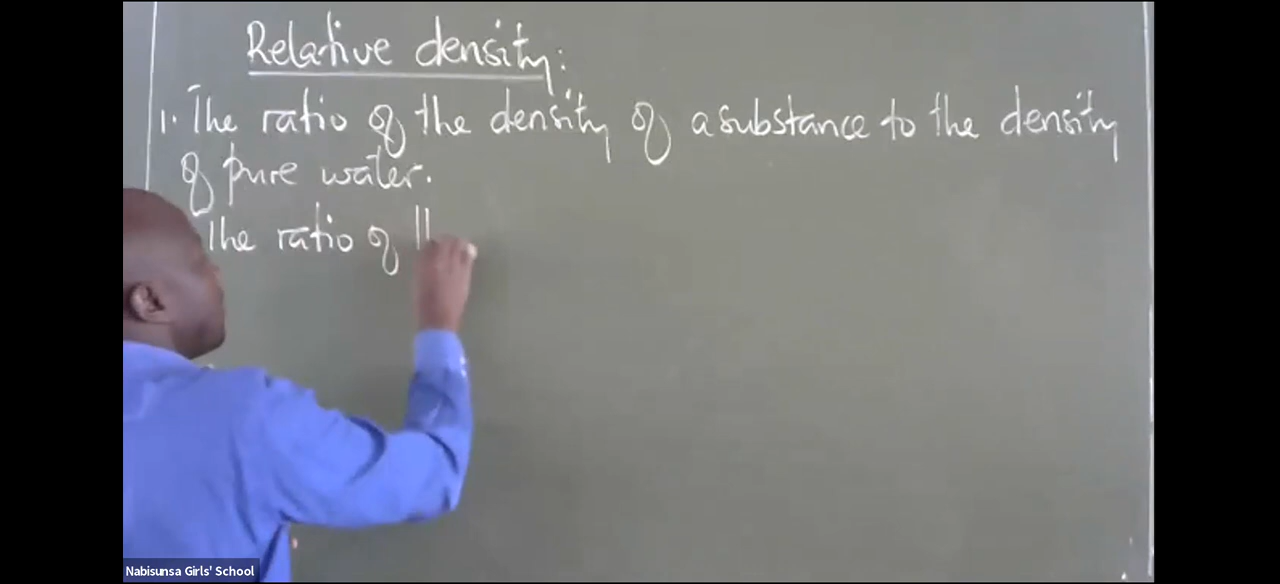 Relative density:
1. The ratio of the density of a substance to the density
of pure water.
The ratio of
Nabisunsa Girls' School